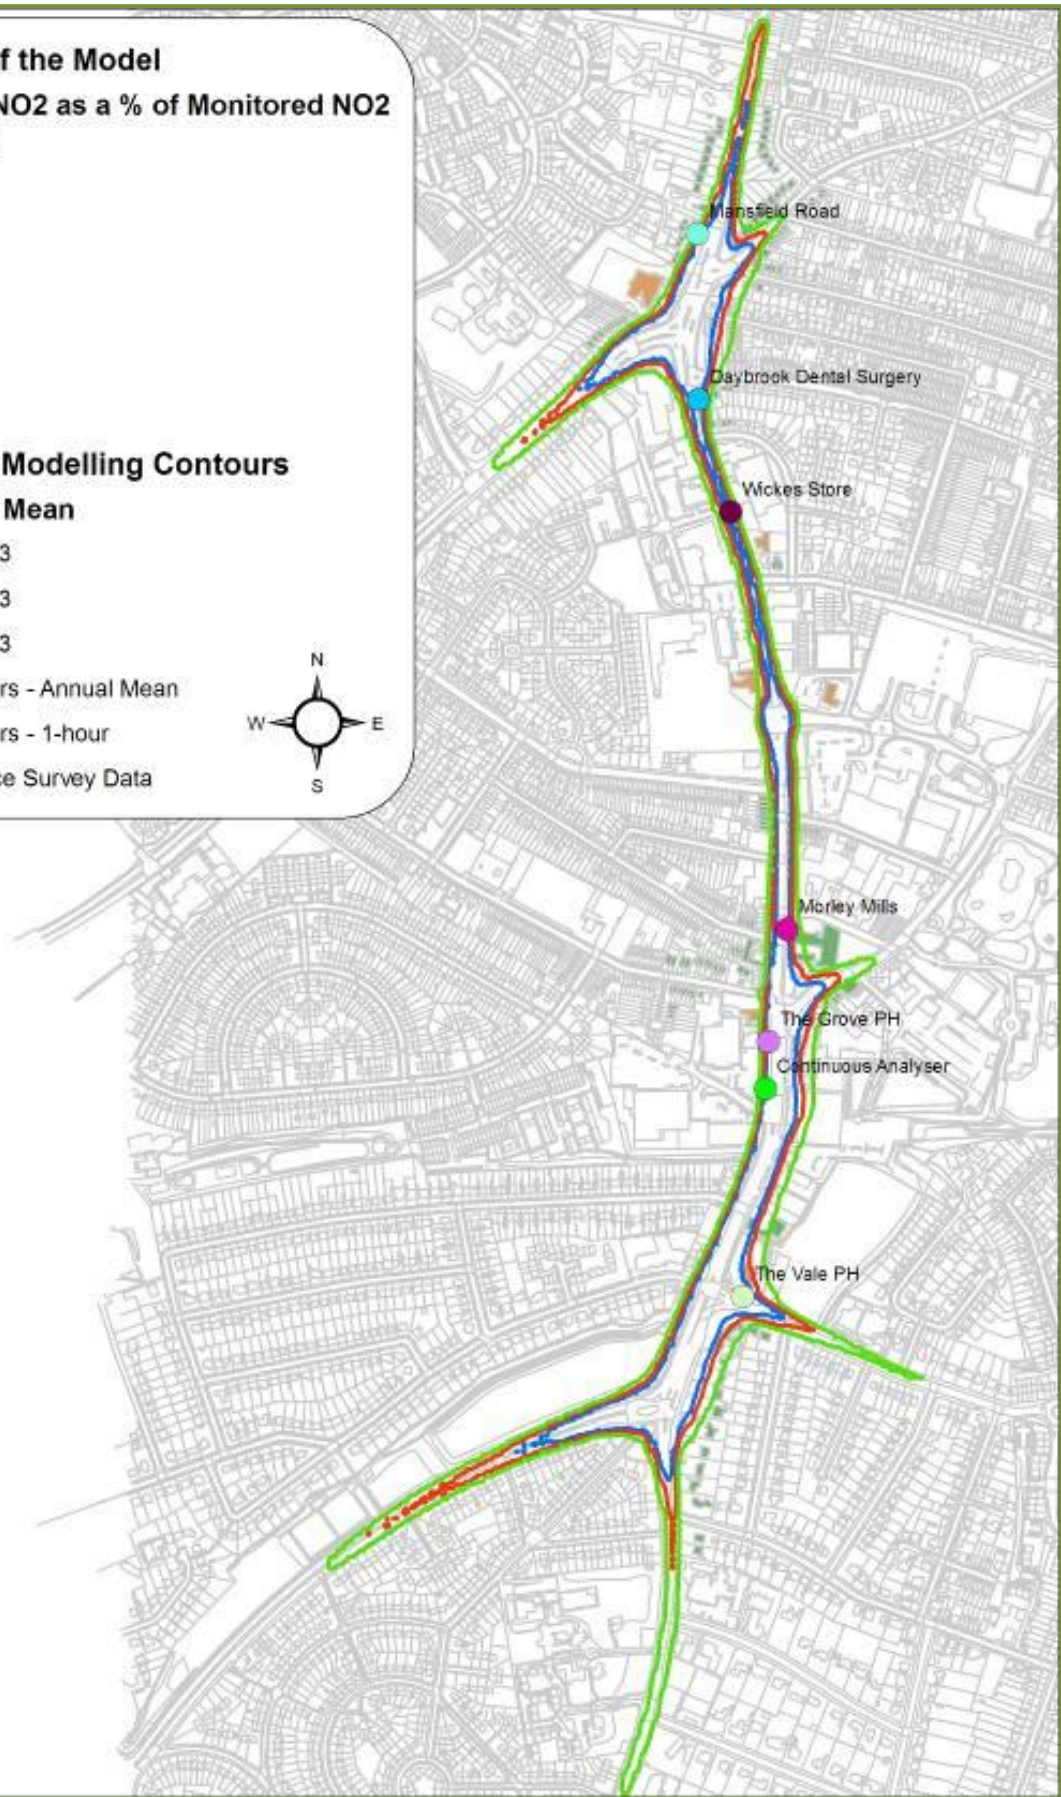 f the Model
NO2 as a % of Monitored NO2
Modelling Contours
Mean
3
3
3
rs - Annual Mean
rs - 1-hour
ce Survey Data
N
W
E
S
Mansfield Road
Daybrook Dental Surgery
Wickes Store
Morley Mills
The Grove PH
Continuous Analyser
The Vale PH